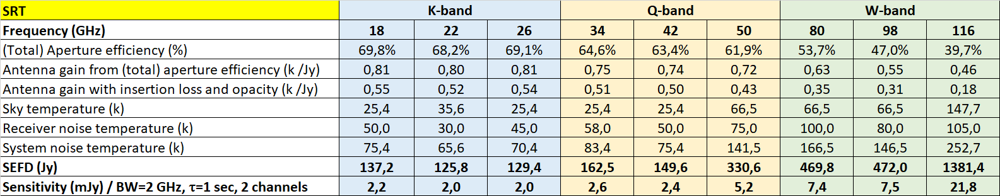 SRT K-band Q-band W-band
Frequency (GHz) 18 22 26 34 42 50 80 98 116
(Total) Aperture efficiency (%) 69,8% 68,2% 69,1% 64,6% 63,4% 61,9% 53,7% 47,0% 39,7%
Antenna gain from (total) aperture efficiency (k /Jy) 0,81 0,80 0,81 0,75 0,74 0,72 0,63 0,55 0,46
Antenna gain with insertion loss and opacity (k /Jy) 0,55 0,52 0,54 0,51 0,50 0,43 0,35 0,31 0,18
Sky temperature (k) 25,4 35,6 25,4 25,4 25,4 66,5 66,5 66,5 147,7
Receiver noise temperature (k) 50,0 30,0 45,0 58,0 50,0 75,0 100,0 80,0 105,0
System noise temperature (k) 75,4 65,6 70,4 83,4 75,4 141,5 166,5 146,5 252,7
SEFD (Jy) 137,2 125,8 129,4 162,5 149,6 330,6 469,8 472,0 1381,4
Sensitivity (mJy) / BW=2 GHz, τ=1 sec, 2 channels 2,2 2,0 2,0 2,6 2,4 5,2 7,4 7,5 21,8